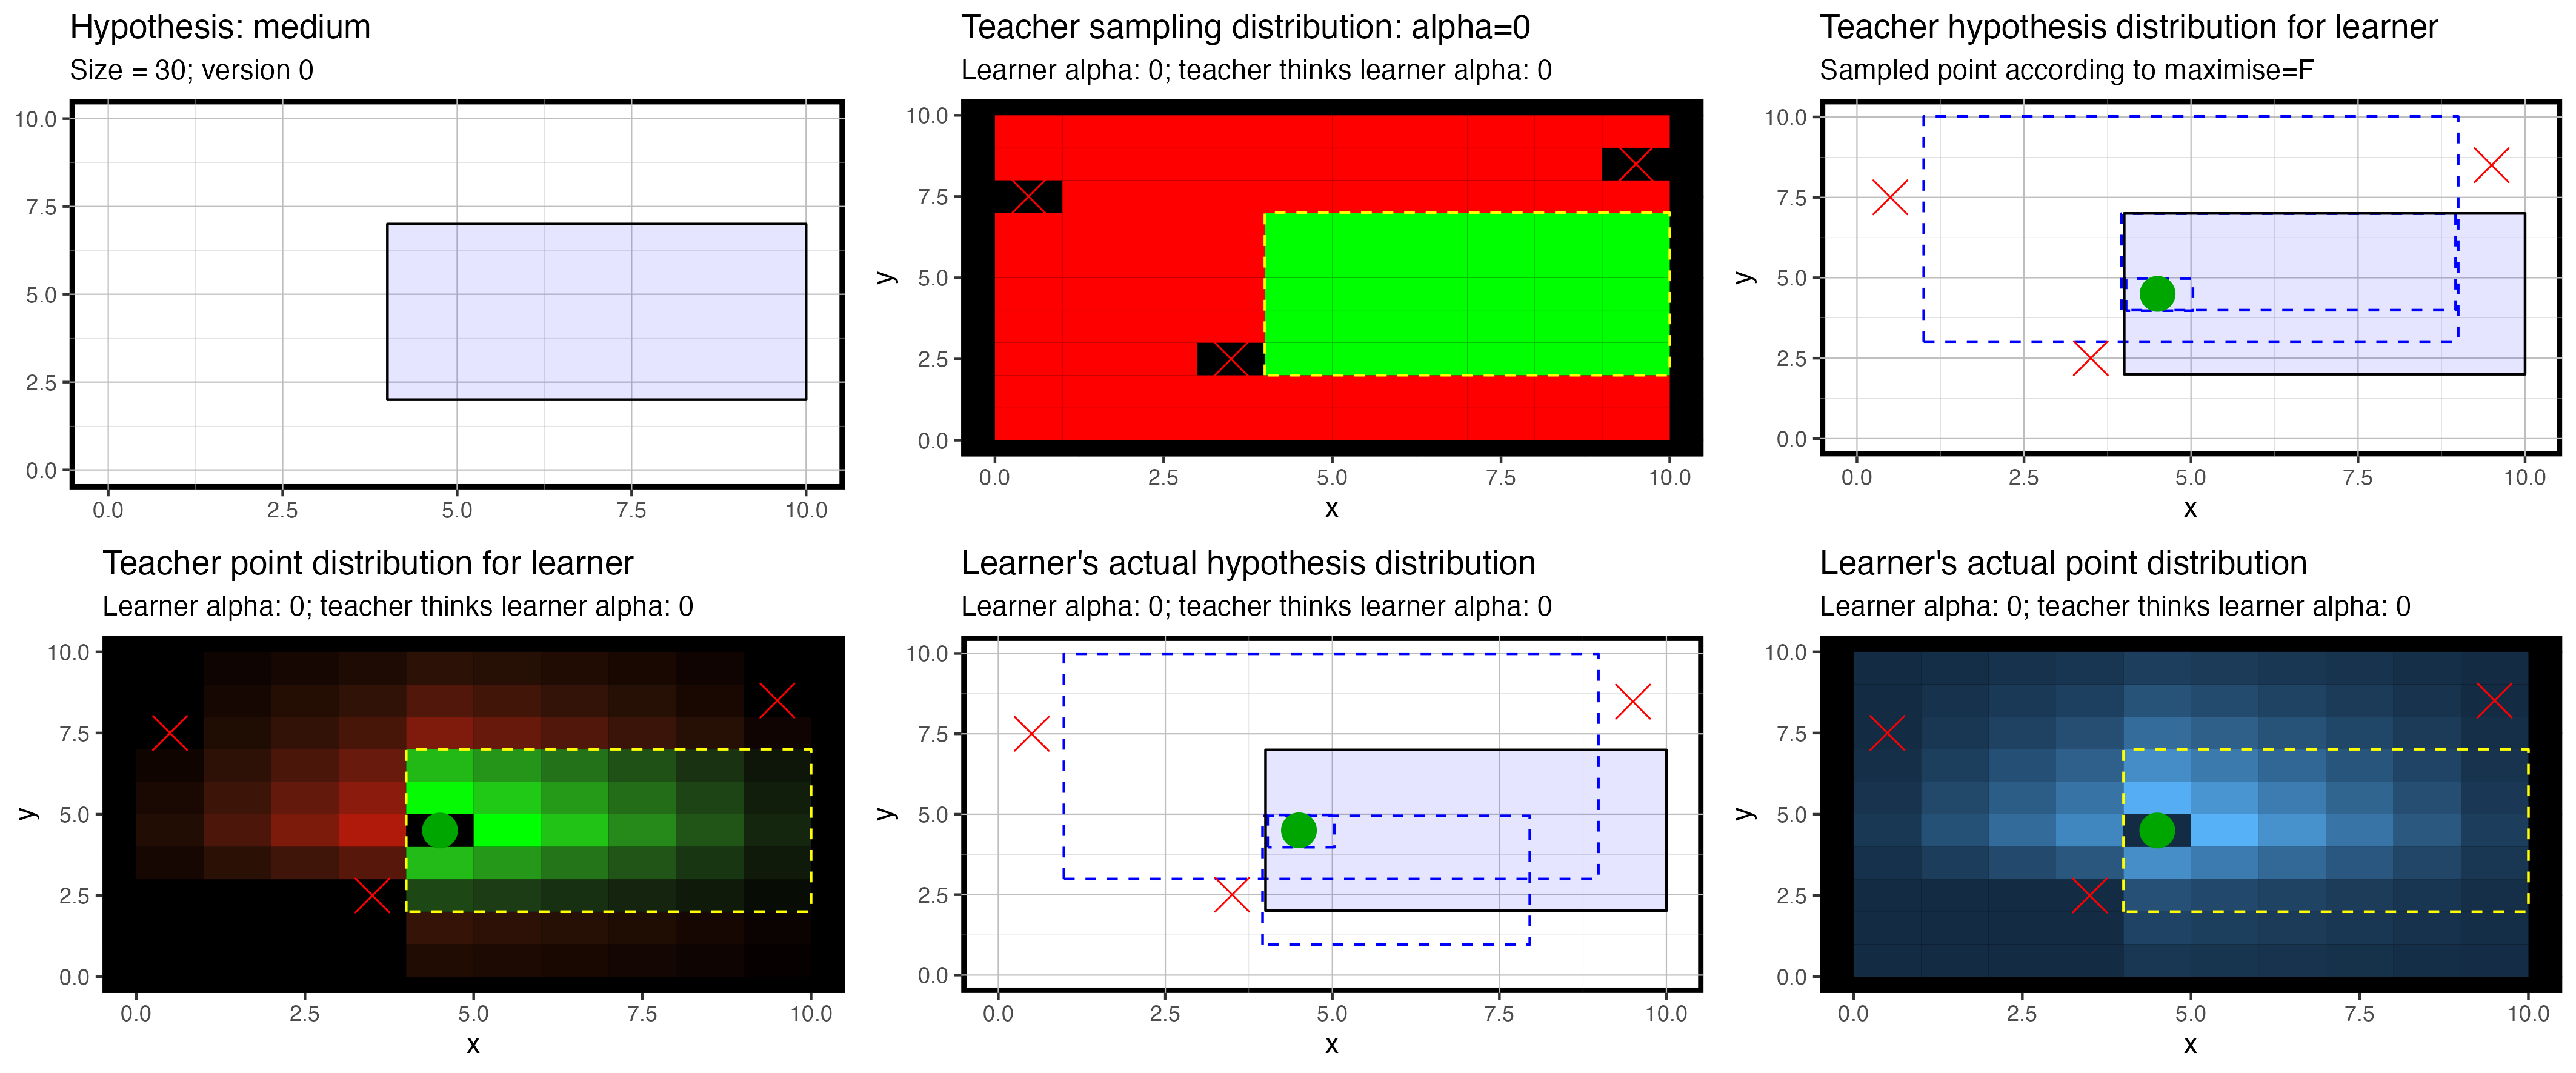 Hypothesis: medium
Size = 30; version 0
10.0
7.5
5.0
2.5
0.0
0.0 2.5 5.0 7.5 10.0
Teacher sampling distribution: alpha=0
Learner alpha: 0; teacher thinks learner alpha: 0
y
10.0
7.5
5.0
2.5
0.0
0.0 2.5 5.0 7.5 10.0
x
Teacher hypothesis distribution for learner
Sampled point according to maximise=F
y
10.0
7.5
5.0
2.5
0.0
0.0 2.5 5.0 7.5 10.0
x
Teacher point distribution for learner
Learner alpha: 0; teacher thinks learner alpha: 0
y
10.0
7.5
5.0
2.5
0.0
0.0 2.5 5.0 7.5 10.0
x
Learner's actual hypothesis distribution
Learner alpha: 0; teacher thinks learner alpha: 0
y
10.0
7.5
5.0
2.5
0.0
0.0 2.5 5.0 7.5 10.0
x
Learner's actual point distribution
Learner alpha: 0; teacher thinks learner alpha: 0
y
10.0
7.5
5.0
2.5
0.0
0.0 2.5 5.0 7.5 10.0
x